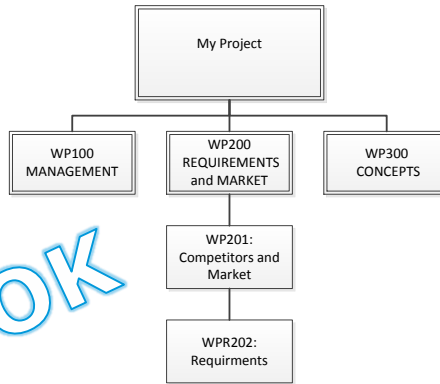 My Project
WP100
MANAGEMENT
WP200
REQUIREMENTS
and MARKET
WP300
CONCEPTS
WP201:
Competitors and
Market
WPR202:
Requirments
OK